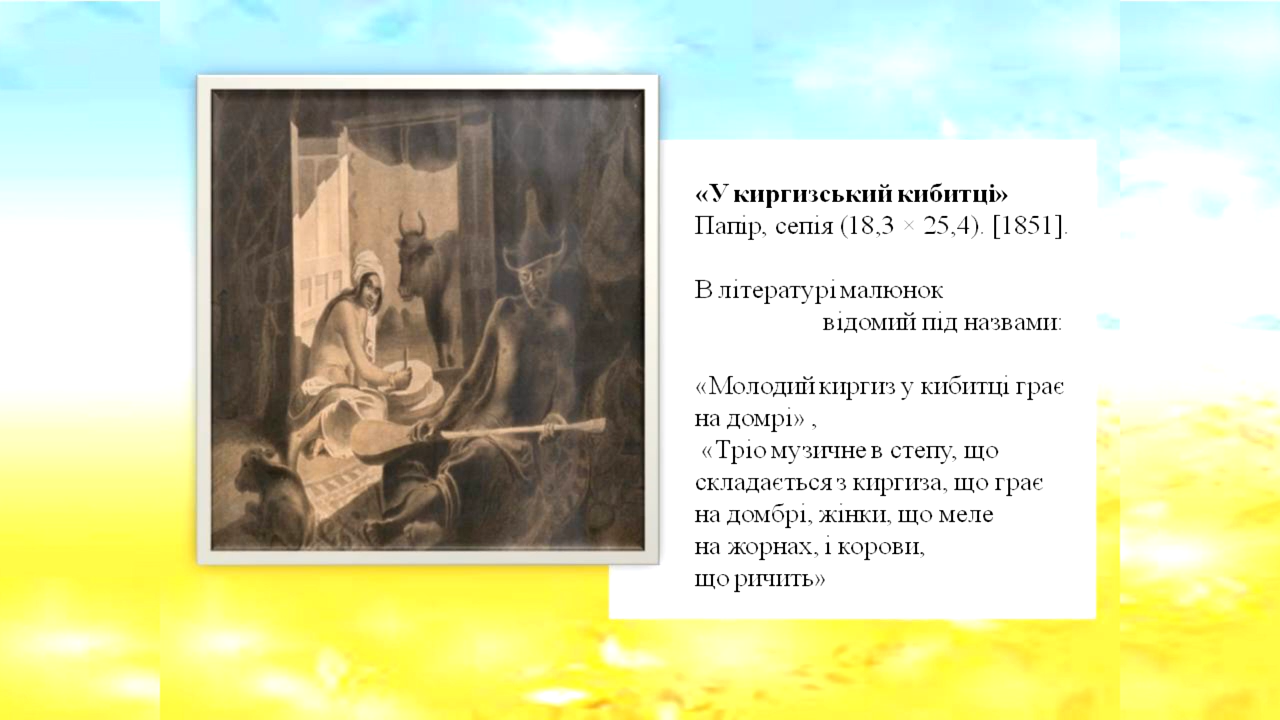 «У киргизський кибитці»
Папір, сепія (18,3 × 25,4). [1851].
В літературі малюнок
відомий під назвами:
«Молодий киргиз у кибитці грає
на домрі» ,
«Тріо музичне в степу, що
складається з киргиза, що грає
на домбрі, жінки, що меле
на жорнах, і корови,
що ричить»